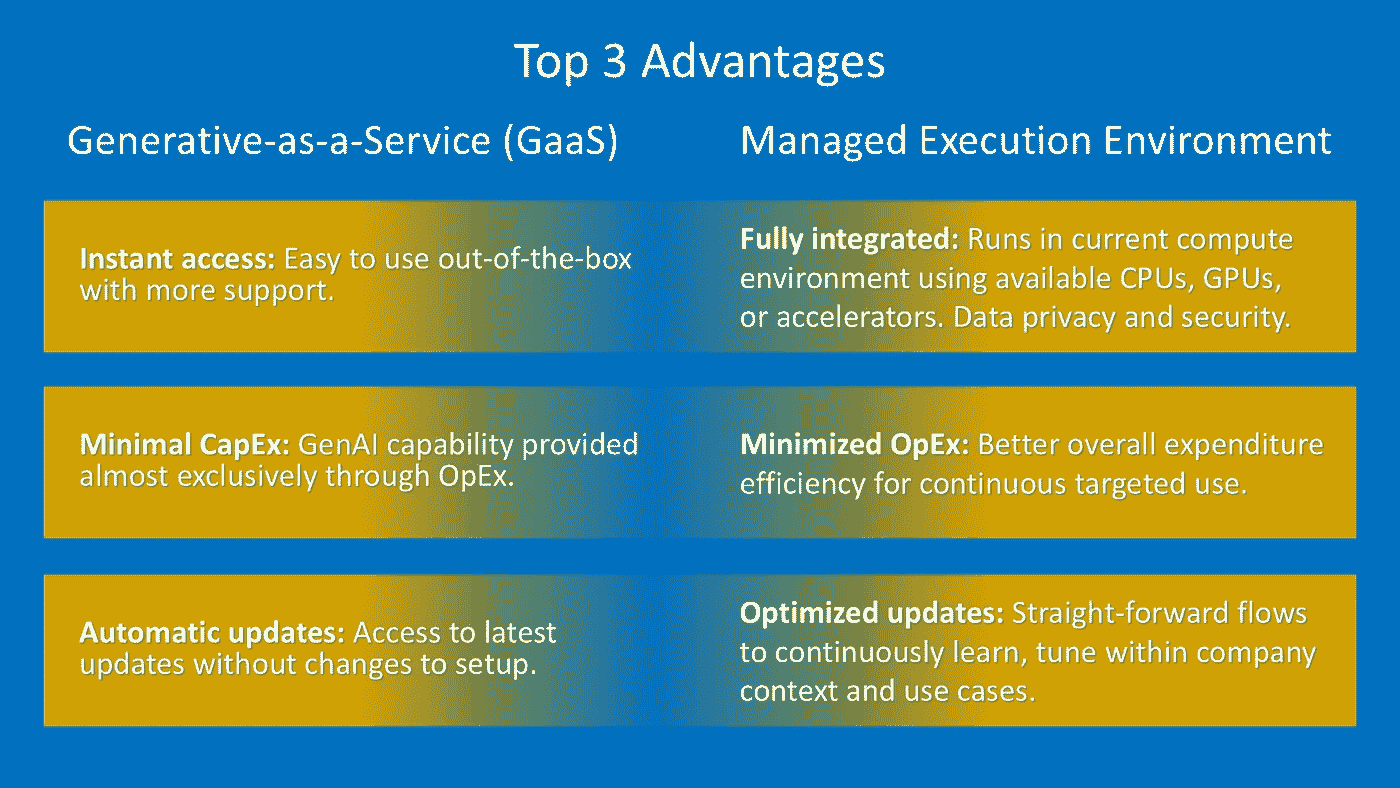 Top 3 Advantages
Generative-as-a-Service (GaaS)
Managed Execution Environment
Instant access: Easy to use out-of-the-box
with more support.
Fully integrated: Runs in current compute
environment using available CPUs, GPUs,
or accelerators. Data privacy and security.
Minimal CapEx: GenAI capability provided
almost exclusively through OpEx.
Minimized OpEx: Better overall expenditure
efficiency for continuous targeted use.
Automatic updates: Access to latest
updates without changes to setup.
Optimized updates: Straight-forward flows
to continuously learn, tune within company
context and use cases.